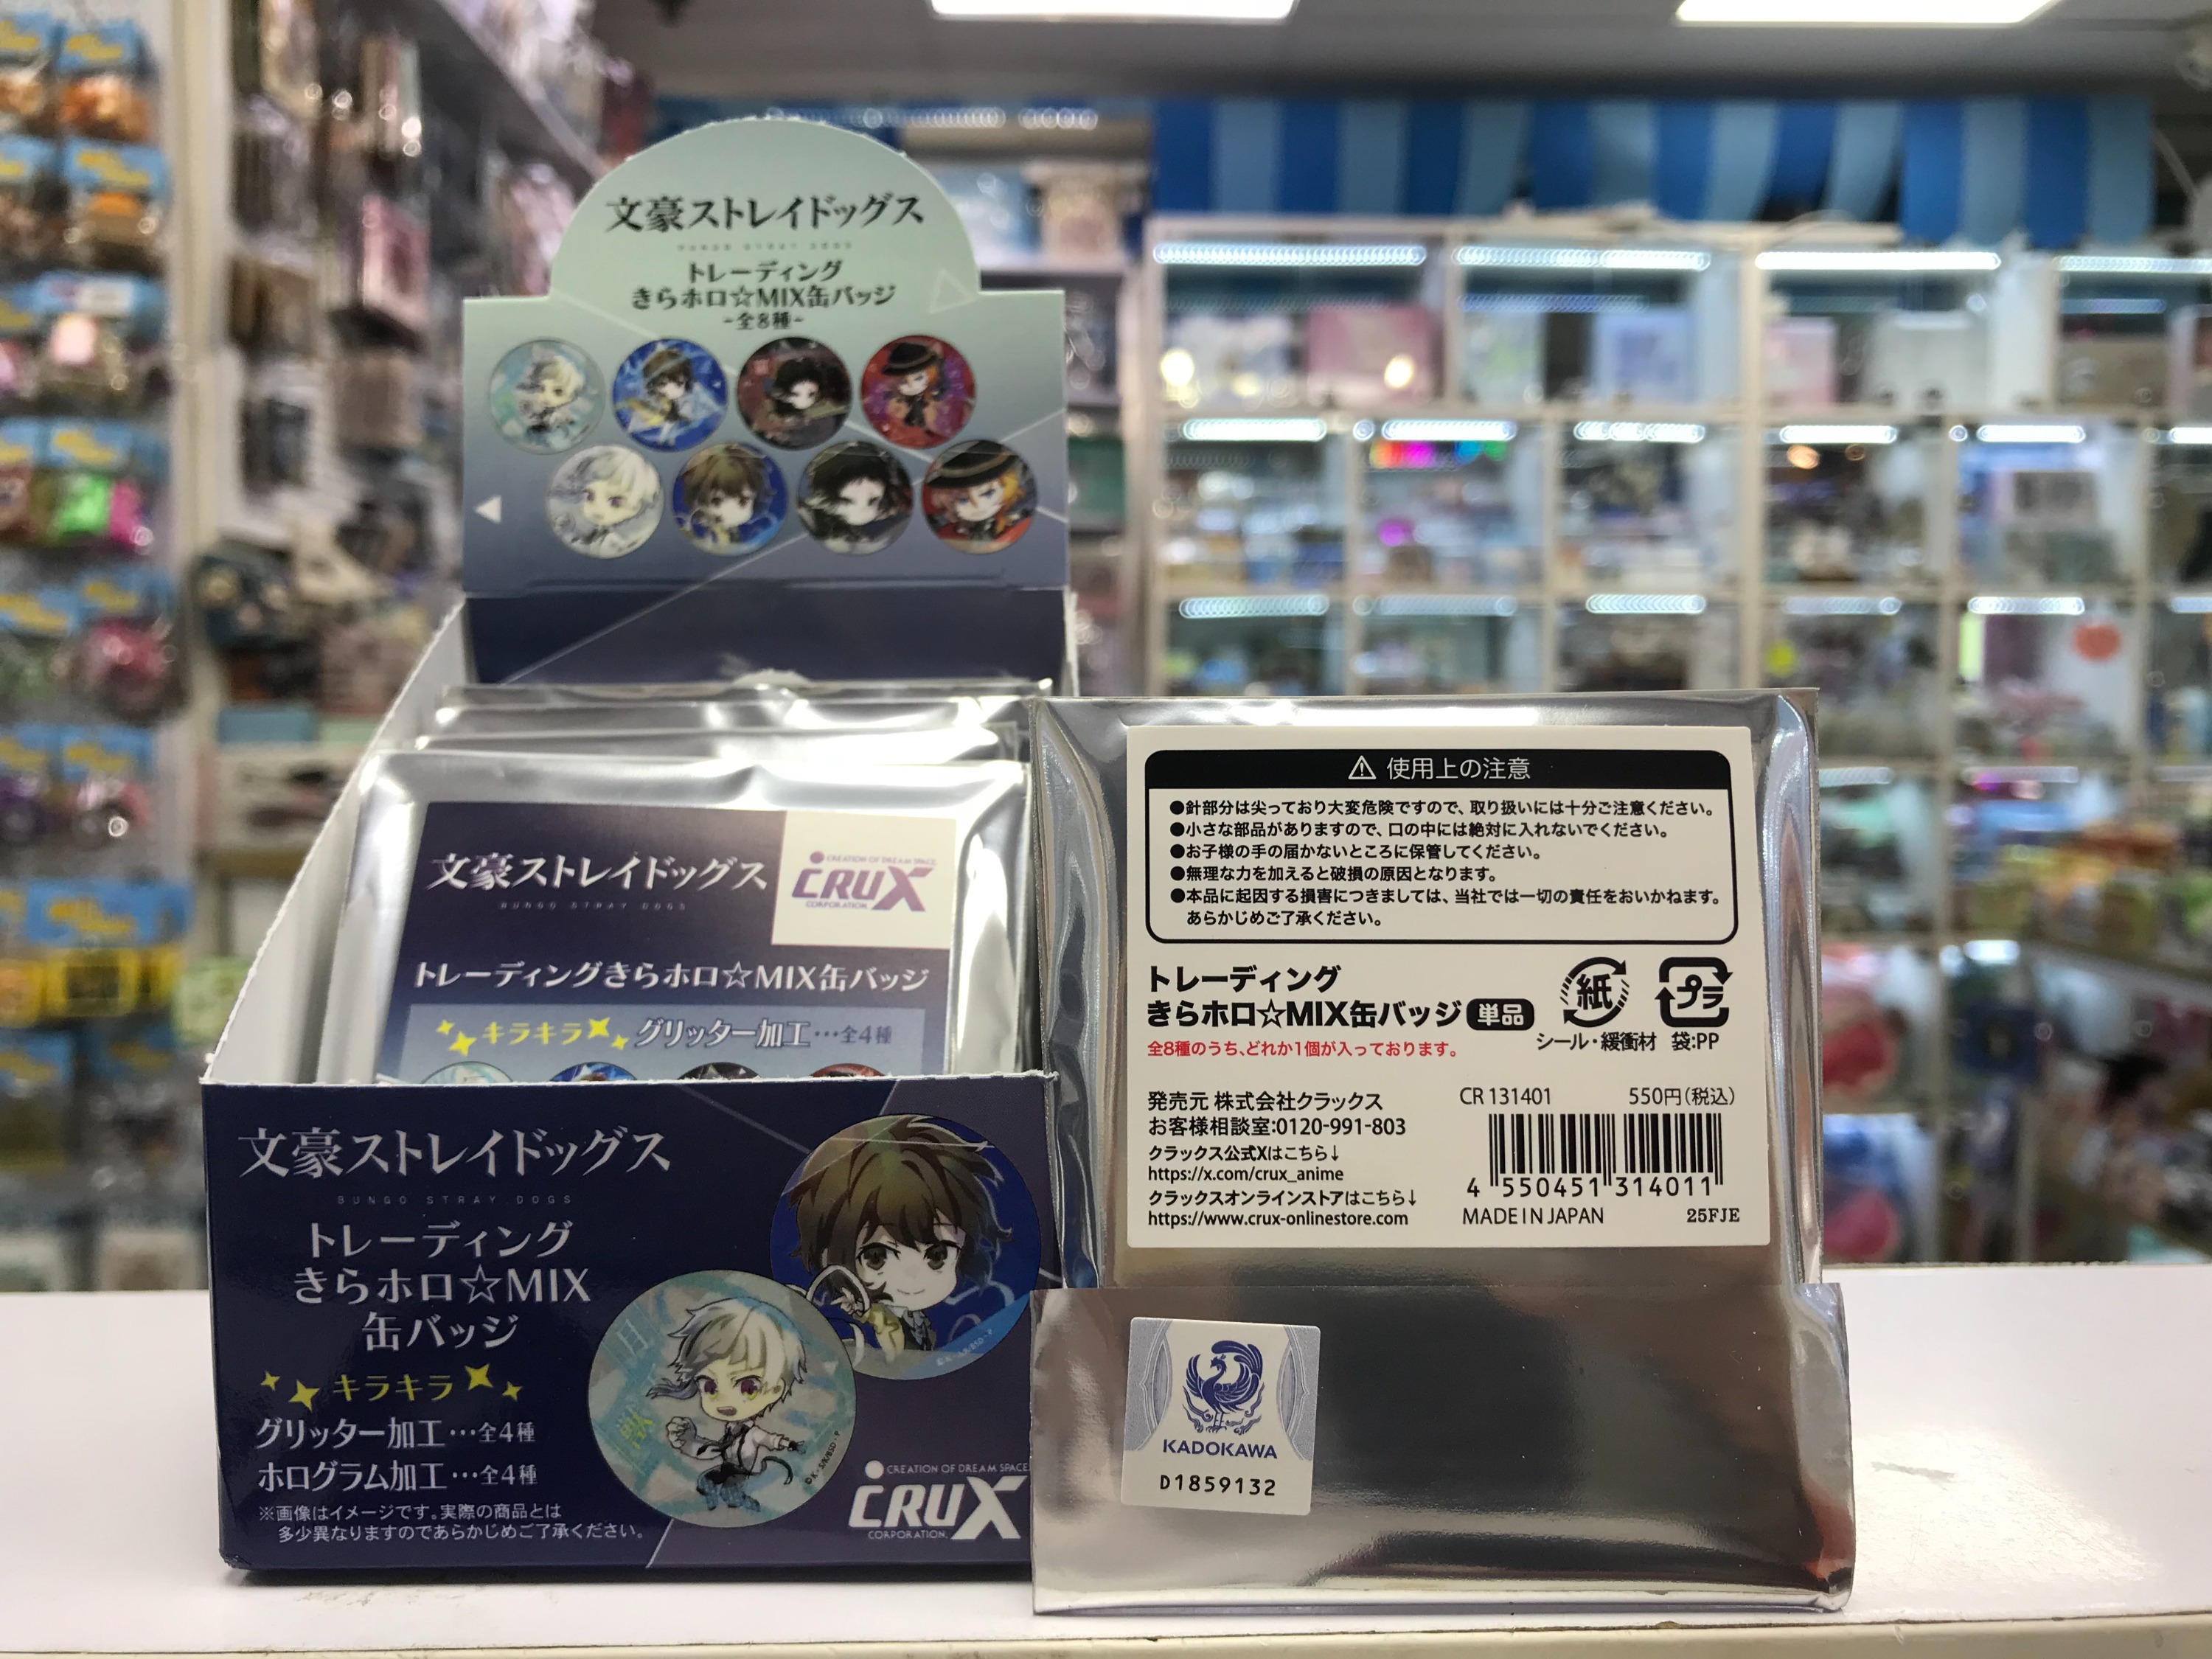 文豪ストレイドッグス
BUNGO STRAY DOGS
トレーディング
きらホロ☆MIX缶バッジ
-全8種-
文豪ストレイドッグス
BUNGO STRAY DOGS
CREATION OF DREAM SPACE
CRUX
CORPORATION.
トレーディングきらホロ☆MIX缶バッジ
キラキラ グリッター加工…全4種
文豪ストレイドッグス
BUNGO STRAY DOGS
トレーディング
きらホロ☆MIX
缶バッジ
キラキラ
グリッター加工…全4種
ホログラム加工…全4種
※画像はイメージです。実際の商品とは
多少異なりますのであらかじめご了承ください。
CREATION OF DREAM SPACE
CRUX
CORPORATION.
⚠ 使用上の注意
●針部分は尖っており大変危険ですので、取り扱いには十分ご注意ください。
●小さな部品がありますので、口の中には絶対に入れないでください。
●お子様の手の届かないところに保管してください。
●無理な力を加えると破損の原因となります。
●本品に起因する損害につきましては、当社では一切の責任をおいかねます。
あらかじめご了承ください。
トレーディング
きらホロ☆MIX缶バッジ 単品
全8種のうち、どれか1個が入っております。
紙 プラ
シール・緩衝材 袋:PP
発売元 株式会社クラックス
お客様相談室:0120-991-803
クラックス公式Xはこちら↓
https://x.com/crux_anime
クラックスオンラインストアはこちら↓
https://www.crux-onlinestore.com
CR 131401 550円(税込)
4 550451 314011
MADE IN JAPAN 25FJE
KADOKAWA
D1859132